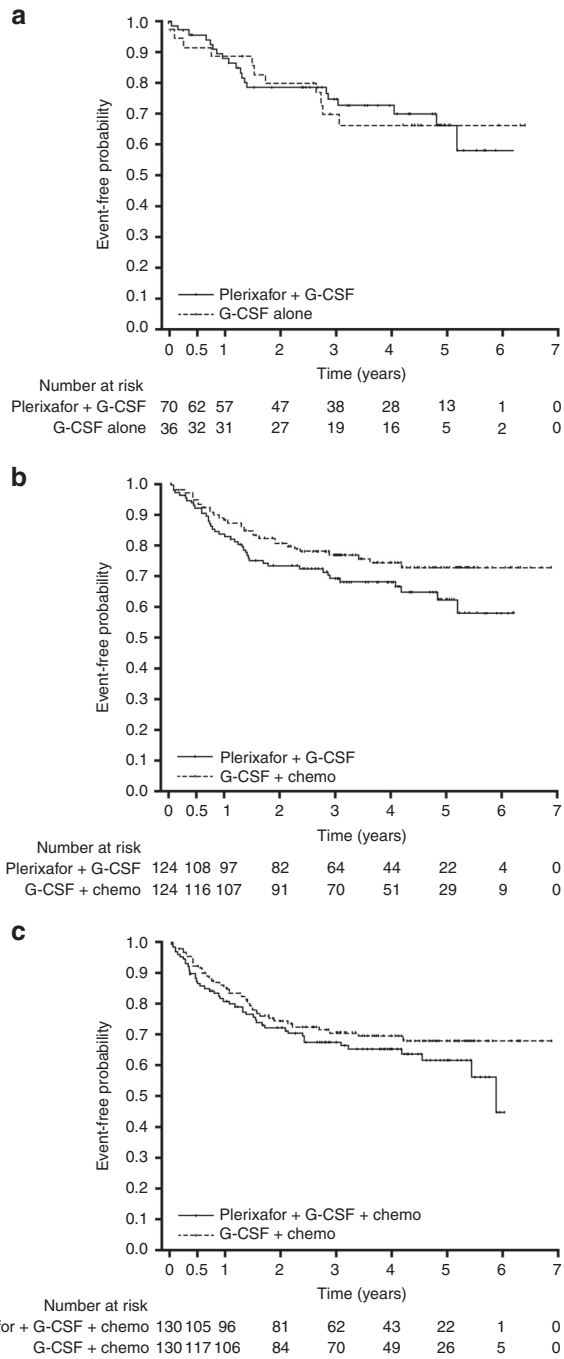 a
1.0
0.9
0.8
0.7
0.6
0.5
0.4
0.3
0.2
0.1
0.0
Event-free probability
Plerixafor + G-CSF
G-CSF alone
0 0.5 1 2 3 4 5 6 7
Time (years)
Number at risk
Plerixafor + G-CSF 70 62 57 47 38 28 13 1 0
G-CSF alone 36 32 31 27 19 16 5 2 0
b
1.0
0.9
0.8
0.7
0.6
0.5
0.4
0.3
0.2
0.1
0.0
Event-free probability
Plerixafor + G-CSF
G-CSF + chemo
0 0.5 1 2 3 4 5 6 7
Time (years)
Number at risk
Plerixafor + G-CSF 124 108 97 82 64 44 22 4 0
G-CSF + chemo 124 116 107 91 70 51 29 9 0
c
1.0
0.9
0.8
0.7
0.6
0.5
0.4
0.3
0.2
0.1
0.0
Event-free probability
Plerixafor + G-CSF + chemo
G-CSF + chemo
0 0.5 1 2 3 4 5 6 7
Time (years)
Number at risk
for + G-CSF + chemo 130 105 96 81 62 43 22 1 0
G-CSF + chemo 130 117 106 84 70 49 26 5 0